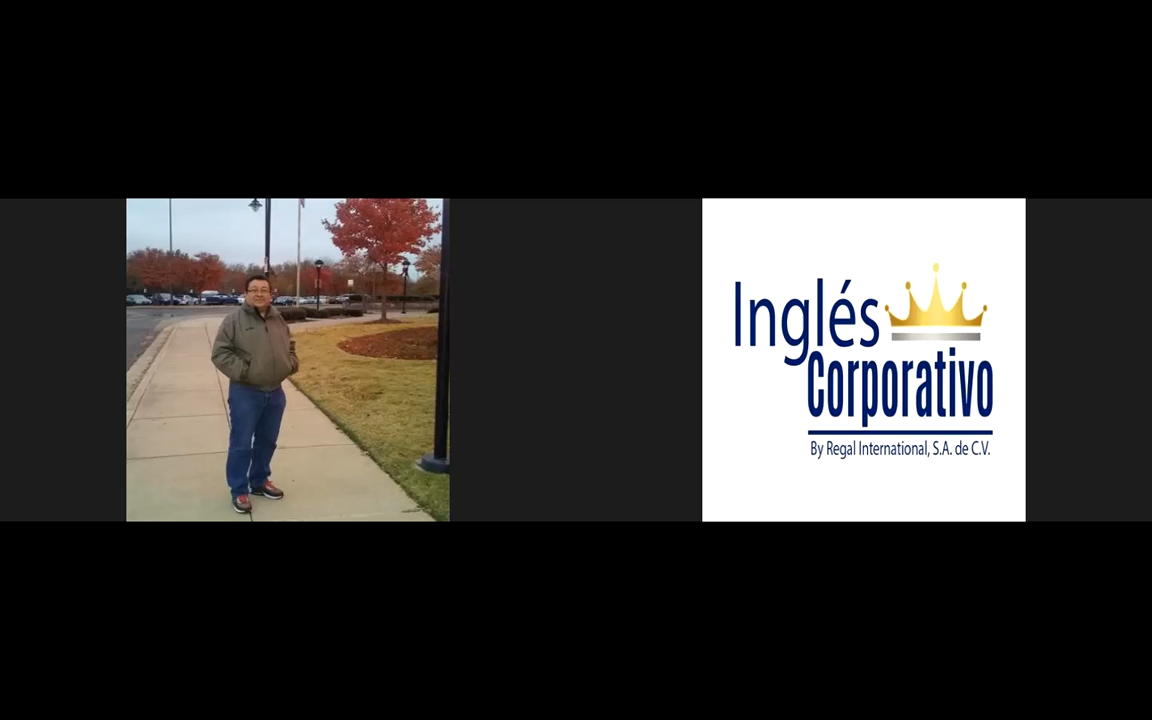 Inglés
Corporativo
By Regal International, S.A. de C.V.